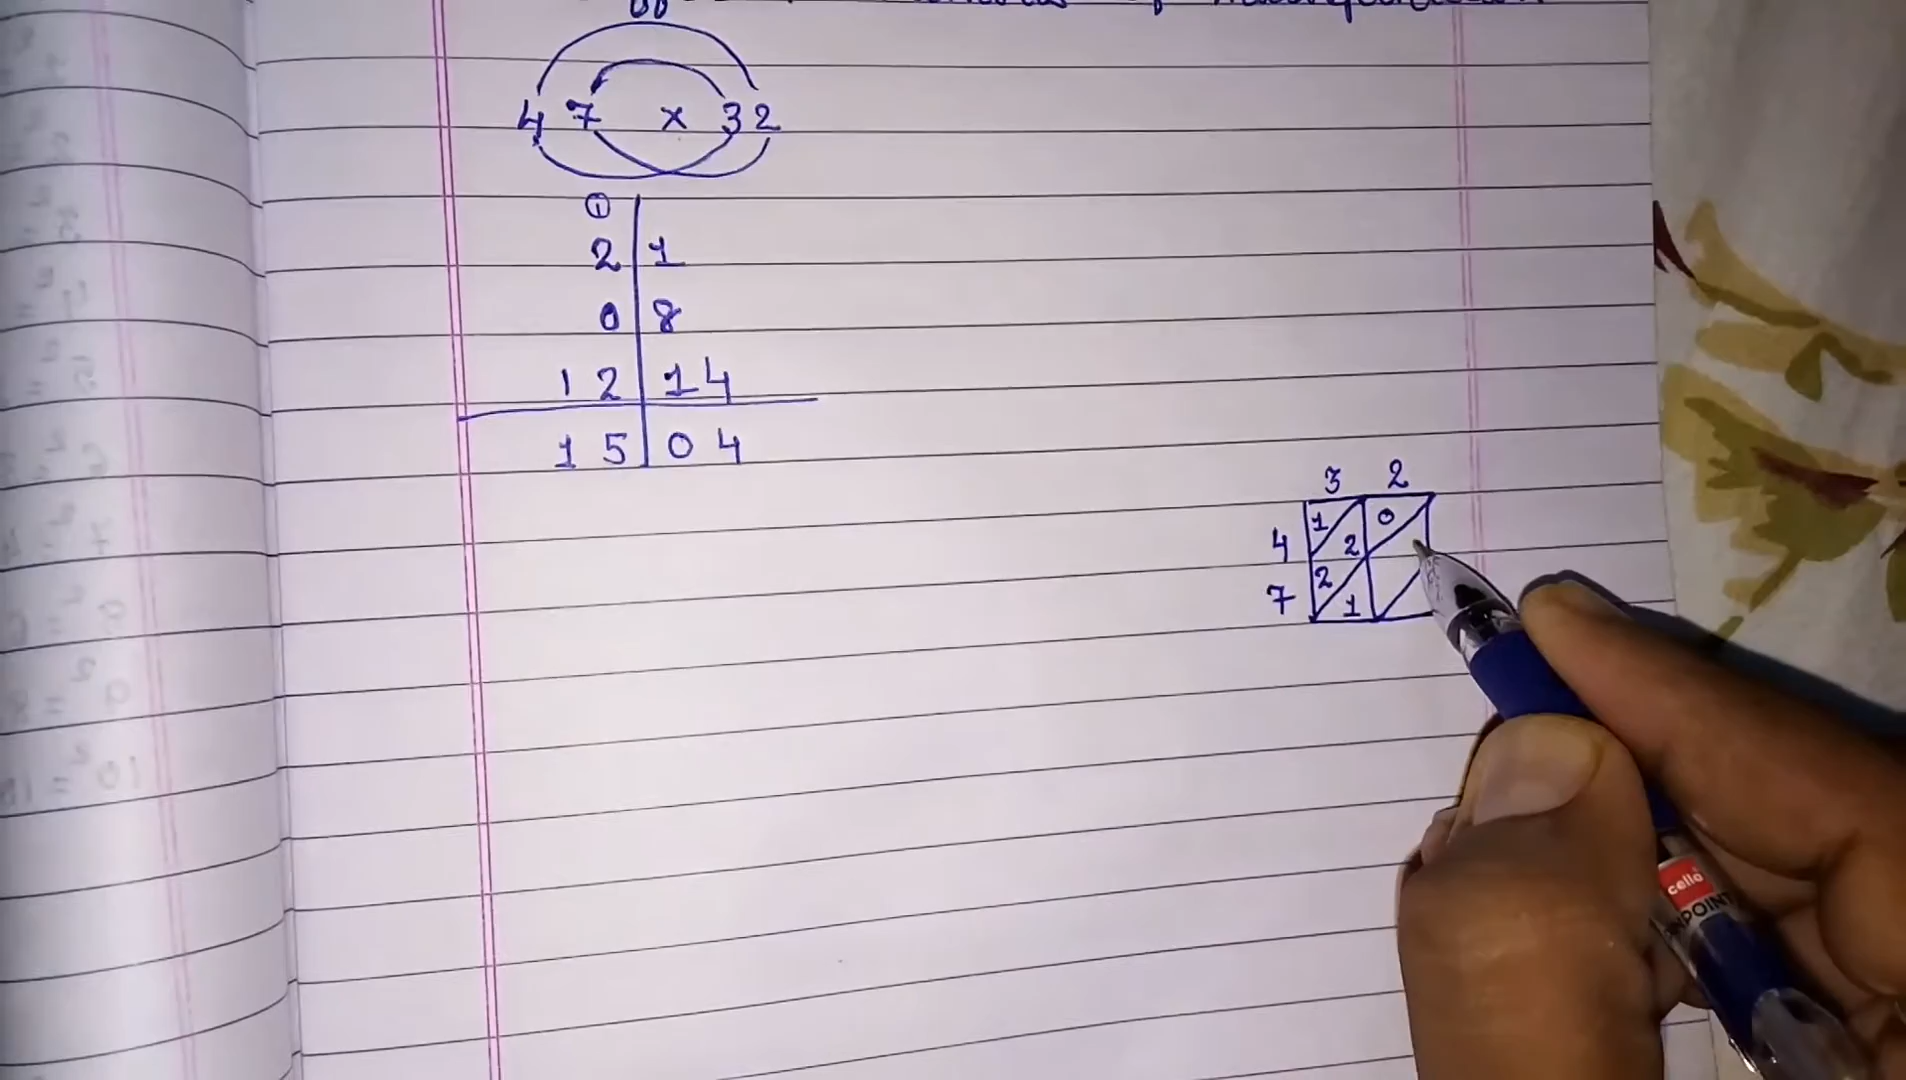 of
47 x 32
①
2 | 1
0 | 8
12 | 14
15 | 04
3 2
4 1 2 0
7 2 1
cello